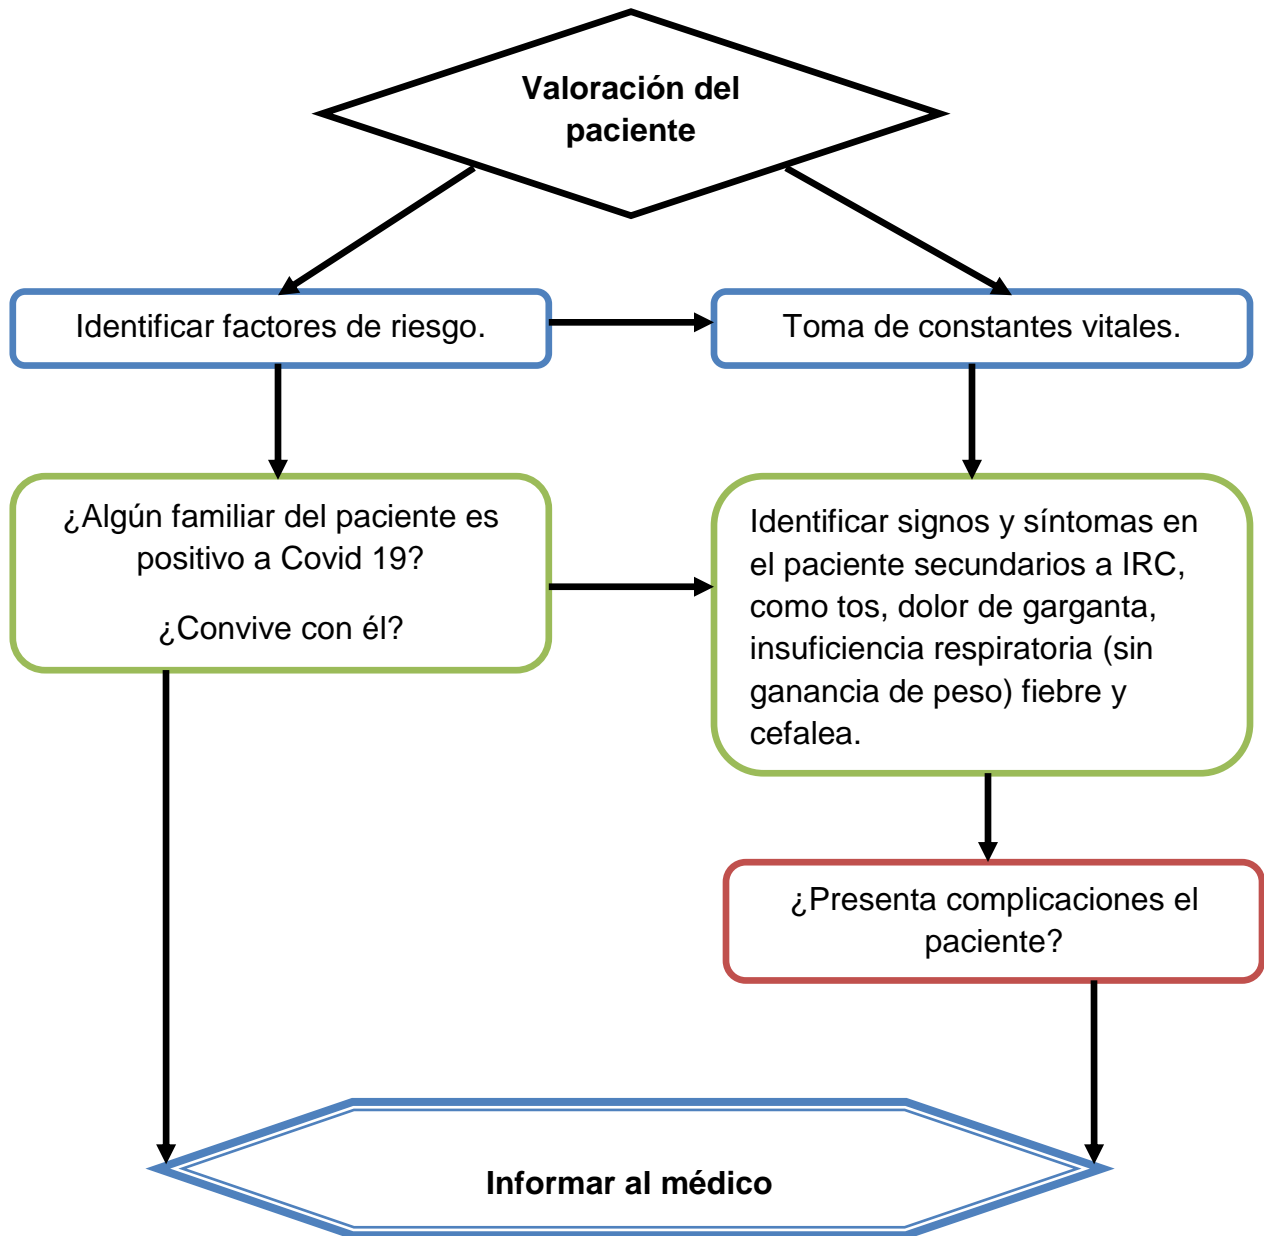 Valoración del
paciente
Identificar factores de riesgo.
Toma de constantes vitales.
¿Algún familiar del paciente es
positivo a Covid 19?
¿Convive con él?
Identificar signos y síntomas en
el paciente secundarios a IRC,
como tos, dolor de garganta,
insuficiencia respiratoria (sin
ganancia de peso) fiebre y
cefalea.
¿Presenta complicaciones el
paciente?
Informar al médico